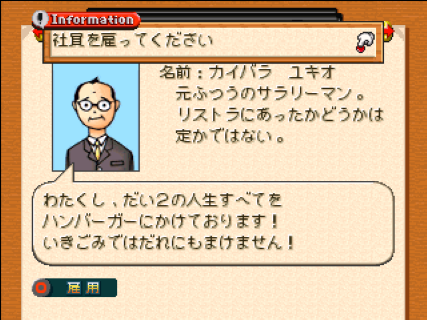 Information
社員を雇ってください
名前：カイバラ　ユキオ
元ふつうのサラリーマン。
リストラにあったかどうかは
定かではない。
わたくし、だい２の人生すべてを
ハンバーガーにかけております！
いきごみではだれにもまけません！
雇用